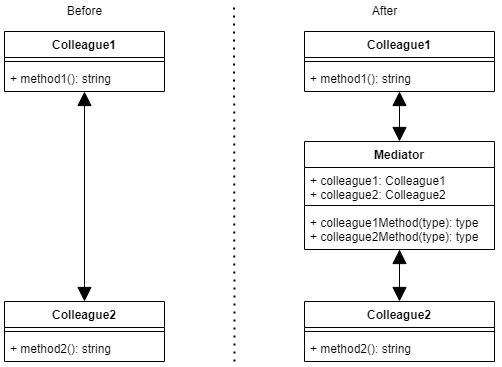 Before
After
Colleague1
+ method1(): string
Colleague2
+ method2(): string
Colleague1
+ method1(): string
Mediator
+ colleague1: Colleague1
+ colleague2: Colleague2
+ colleague1Method(type): type
+ colleague2Method(type): type
Colleague2
+ method2(): string